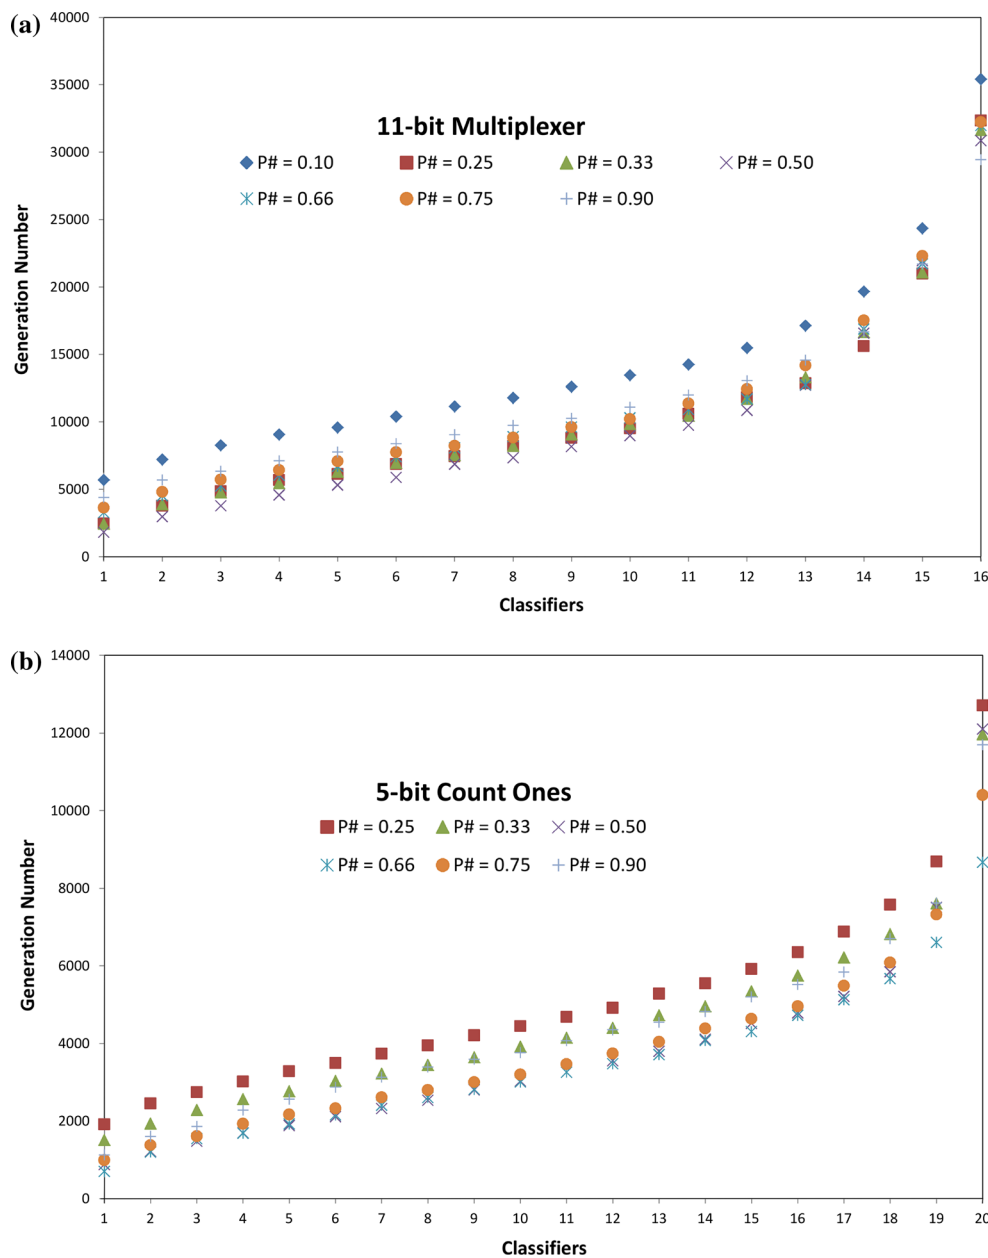 (a)
40000
35000
30000
25000
20000
15000
10000
5000
0
Generation Number
11-bit Multiplexer
P# = 0.10 P# = 0.25 P# = 0.33 P# = 0.50
P# = 0.66 P# = 0.75 P# = 0.90
1 2 3 4 5 6 7 8 9 10 11 12 13 14 15 16
Classifiers
(b)
14000
12000
10000
8000
6000
4000
2000
0
Generation Number
5-bit Count Ones
P# = 0.25 P# = 0.33 P# = 0.50
P# = 0.66 P# = 0.75 P# = 0.90
1 2 3 4 5 6 7 8 9 10 11 12 13 14 15 16 17 18 19 20
Classifiers